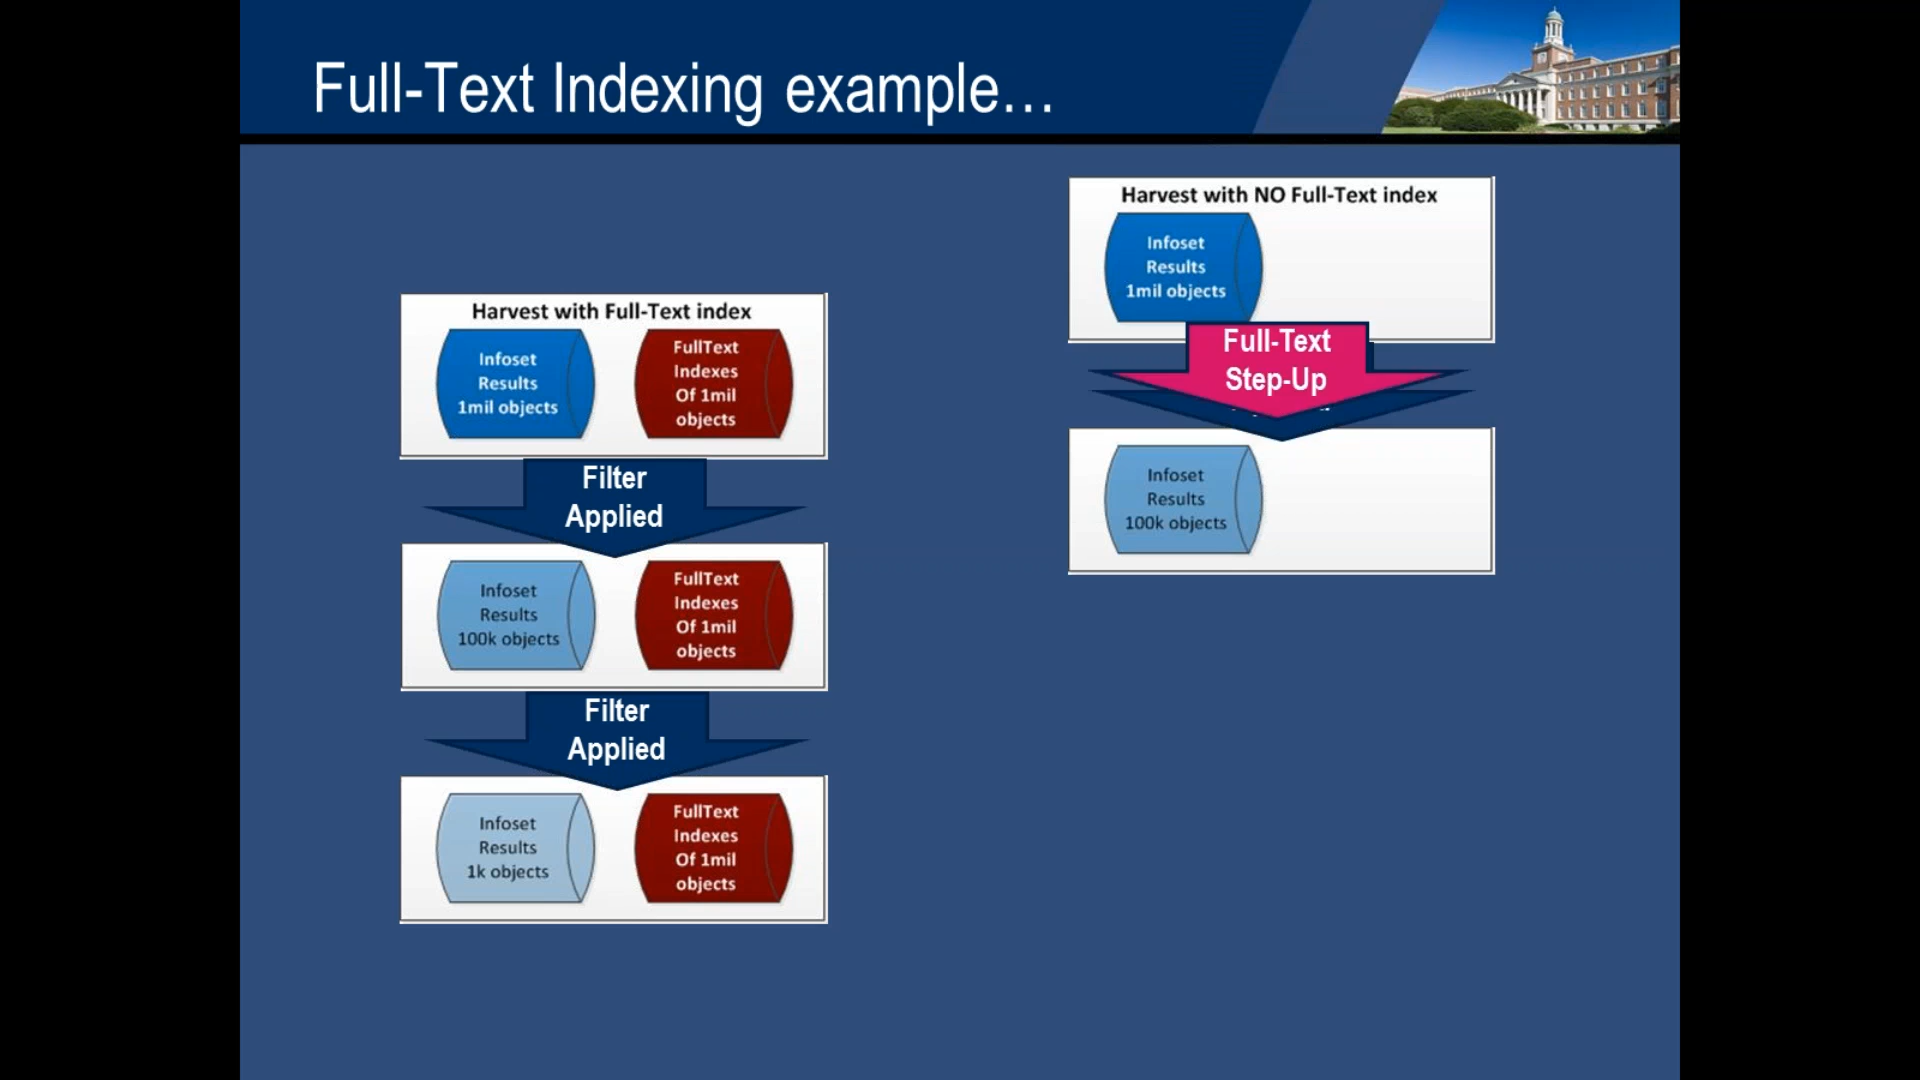 Full-Text Indexing example…
Harvest with Full-Text index
Infoset
Results
1mil objects
FullText
Indexes
Of 1mil
objects
Filter
Applied
Infoset
Results
100k objects
FullText
Indexes
Of 1mil
objects
Filter
Applied
Infoset
Results
1k objects
FullText
Indexes
Of 1mil
objects
Harvest with NO Full-Text index
Infoset
Results
1mil objects
Full-Text
Step-Up
Infoset
Results
100k objects